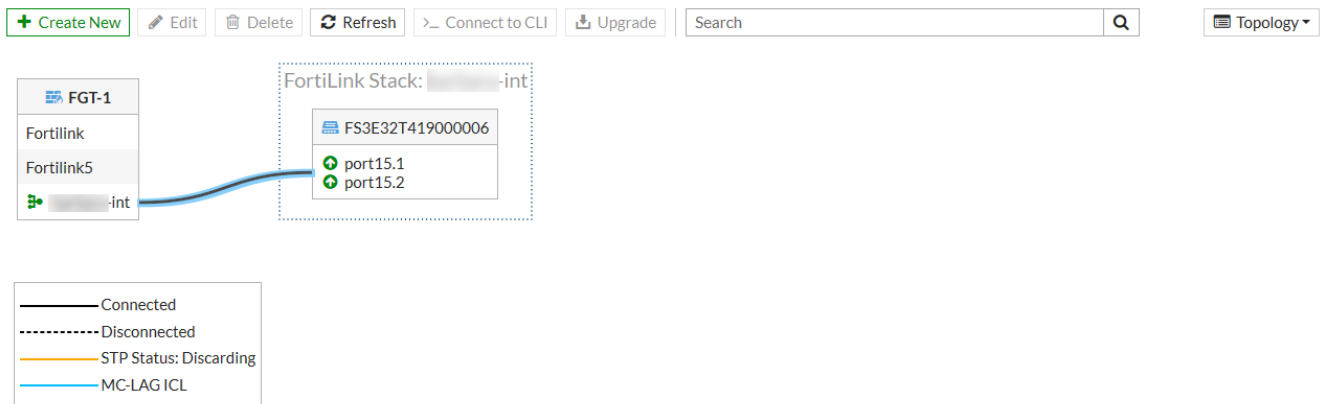 Create New Edit Delete Refresh >_ Connect to CLI Upgrade Search Topology
FGT-1
Fortilink
Fortilink5
-int
FortiLink Stack: -int
FS3E32T419000006
port15.1
port15.2
Connected
Disconnected
STP Status: Discarding
MC-LAG ICL